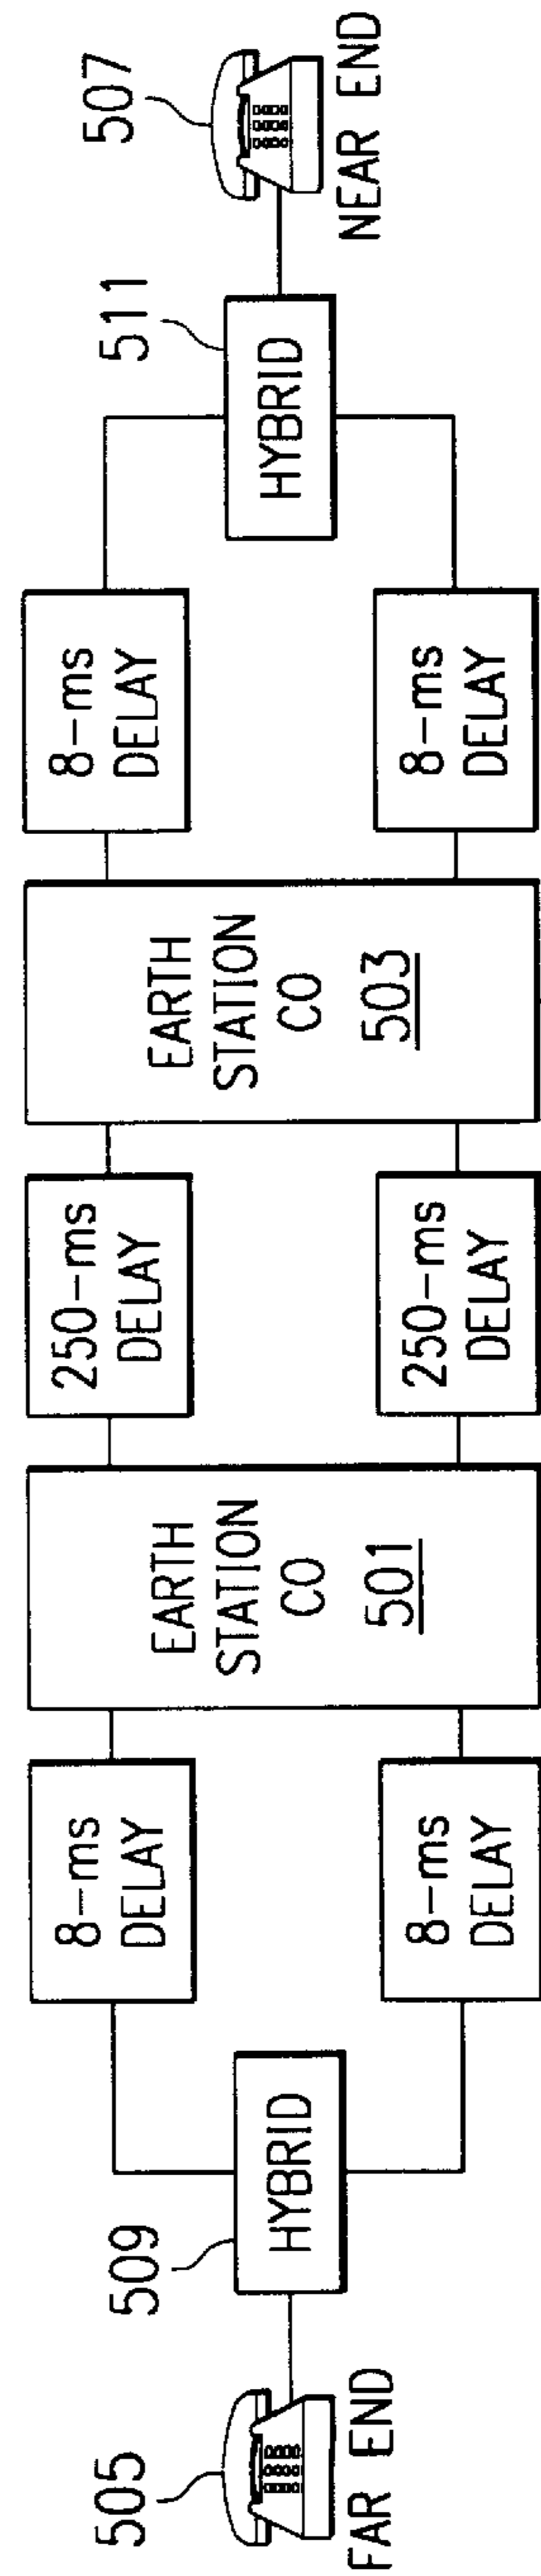 505
FAR END
509
HYBRID
8-ms
DELAY
8-ms
DELAY
EARTH
STATION
CO
501
250-ms
DELAY
250-ms
DELAY
EARTH
STATION
CO
503
8-ms
DELAY
8-ms
DELAY
511
HYBRID
507
NEAR END